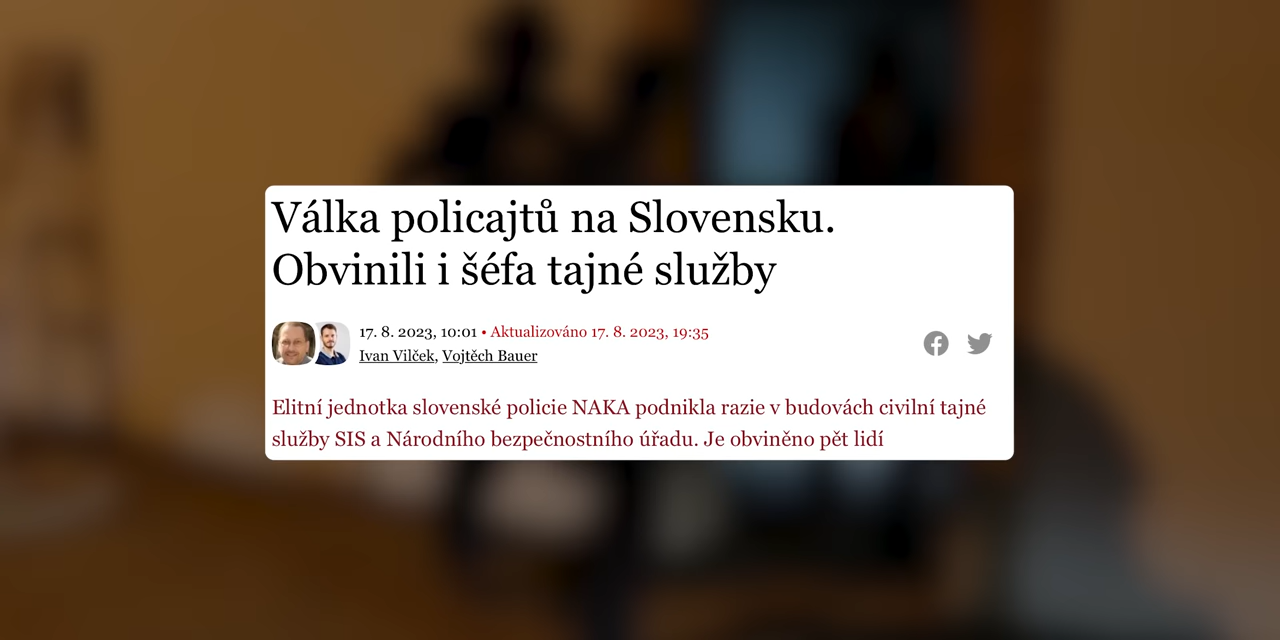 Válka policajtů na Slovensku.
Obvinili i šéfa tajné služby
17. 8. 2023, 10:01 • Aktualizováno 17. 8. 2023, 19:35
Ivan Vilček, Vojtěch Bauer
Elitní jednotka slovenské policie NAKA podnikla razie v budovách civilní tajné
služby SIS a Národního bezpečnostního úřadu. Je obviněno pět lidí